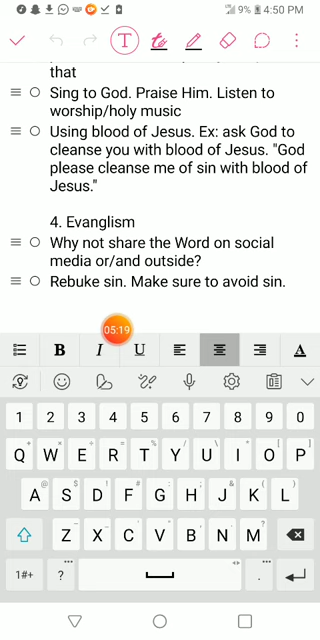 9% 4:50 PM
T
that
Sing to God. Praise Him. Listen to
worship/holy music
Using blood of Jesus. Ex: ask God to
cleanse you with blood of Jesus. "God
please cleanse me of sin with blood of
Jesus."
4. Evanglism
Why not share the Word on social
media or/and outside?
Rebuke sin. Make sure to avoid sin.
05:19
B I U A
1 2 3 4 5 6 7 8 9 0
Q W E R T Y U I O P
A S D F G H J K L
Z X C V B N M
1#+ ? .